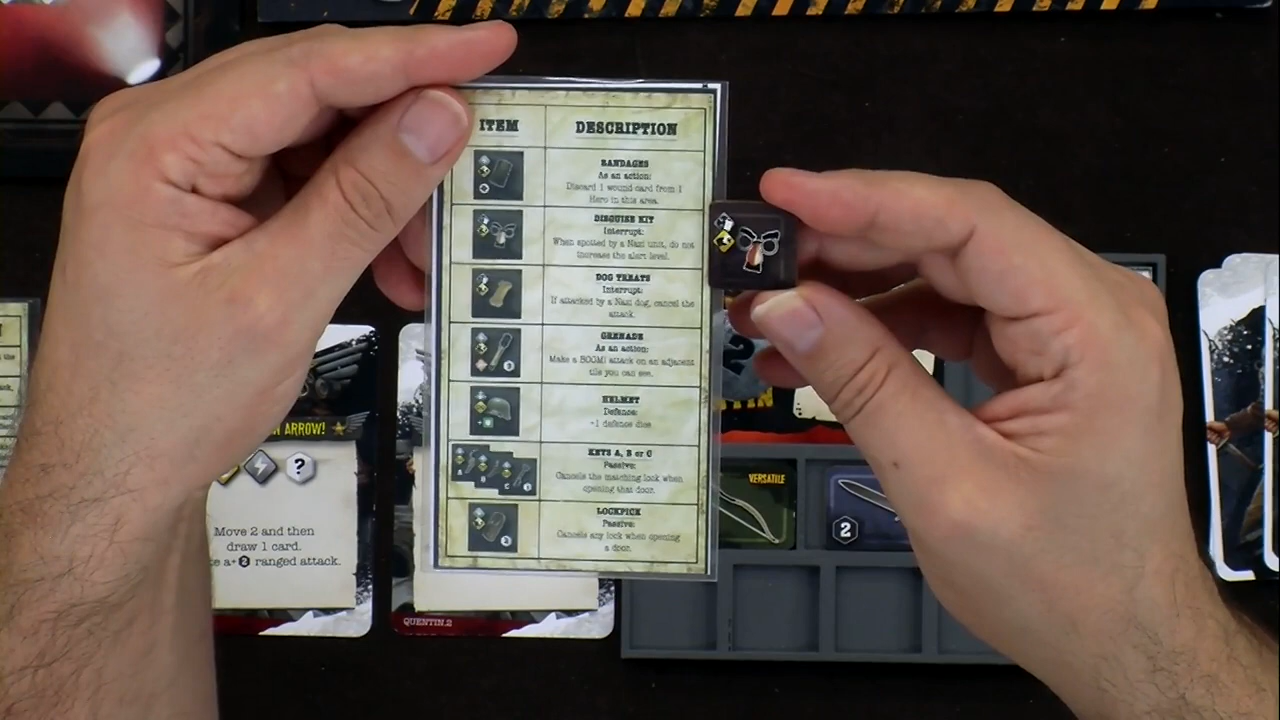 ITEM
DESCRIPTION
BANDAGES
As an action:
Discard 1 wound card from 1
Hero in this area.
DISGUISE KIT
Interrupt:
When spotted by a Nazi unit, do not
increase the alert level.
DOG TREATS
Interrupt:
If attacked by a Nazi dog, cancel the
attack.
GRENADE
As an action:
Make a BOOM! attack on an adjacent
tile you can see.
HELMET
Defence:
+1 defence dice
KEYS A, B or C
Passive:
Cancels the matching lock when
opening that door.
LOCKPICK
Passive:
Cancels any lock when opening
a door.
ARROW!
?
Move 2 and then
draw 1 card.
a+2 ranged attack.
QUENTIN.2
VERSATILE
2